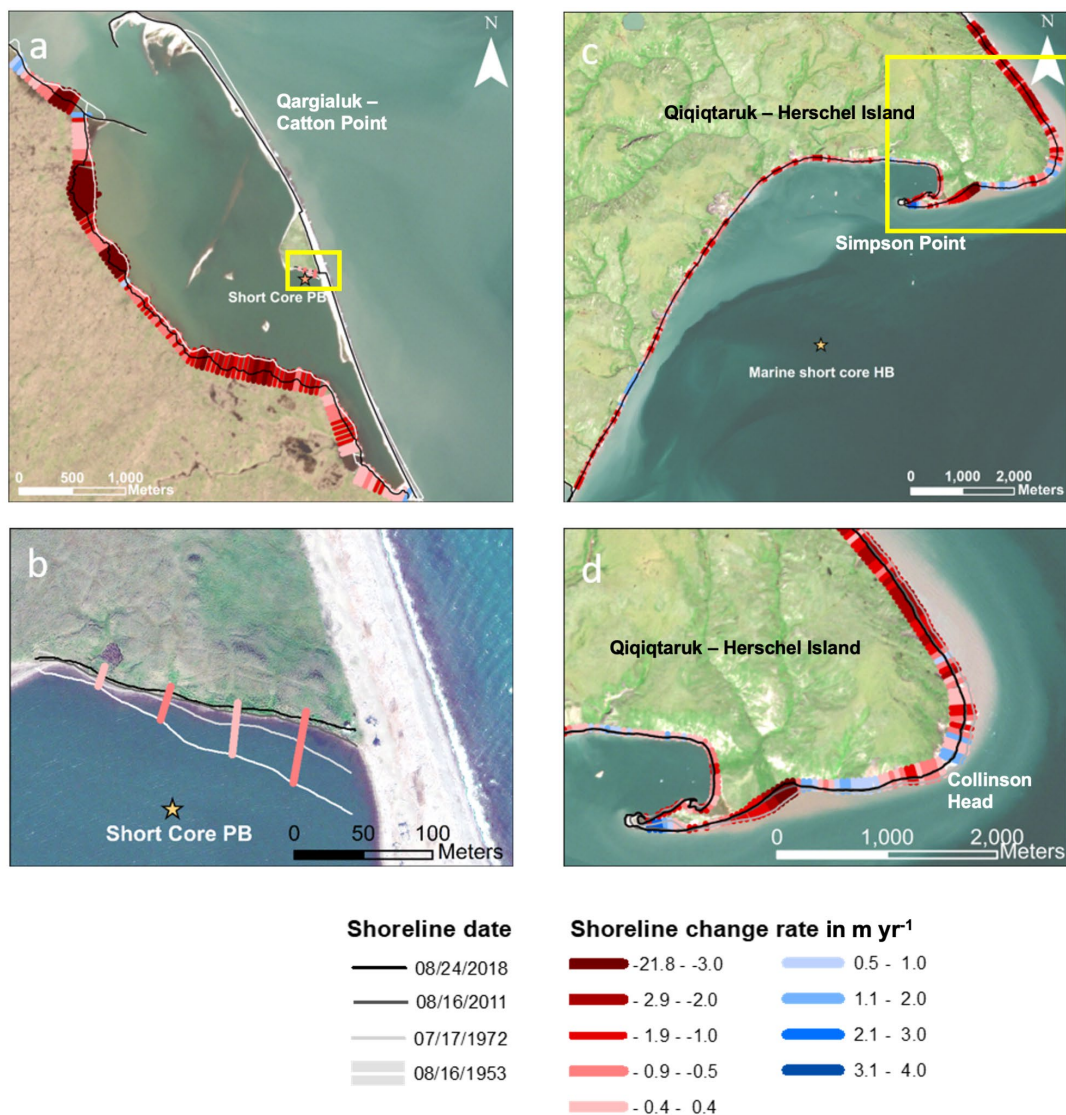 a
N
Qargialuk –
Catton Point
Short Core PB
0 500 1,000
Meters
c
N
Qiqiqtaruk – Herschel Island
Simpson Point
Marine short core HB
0 1,000 2,000
Meters
b
Short Core PB
0 50 100
Meters
d
Qiqiqtaruk – Herschel Island
Collinson
Head
0 1,000 2,000
Meters
Shoreline date
08/24/2018
08/16/2011
07/17/1972
08/16/1953
Shoreline change rate in m yr-1
-21.8 - -3.0
- 2.9 - -2.0
- 1.9 - -1.0
- 0.9 - -0.5
- 0.4 - 0.4
0.5 - 1.0
1.1 - 2.0
2.1 - 3.0
3.1 - 4.0